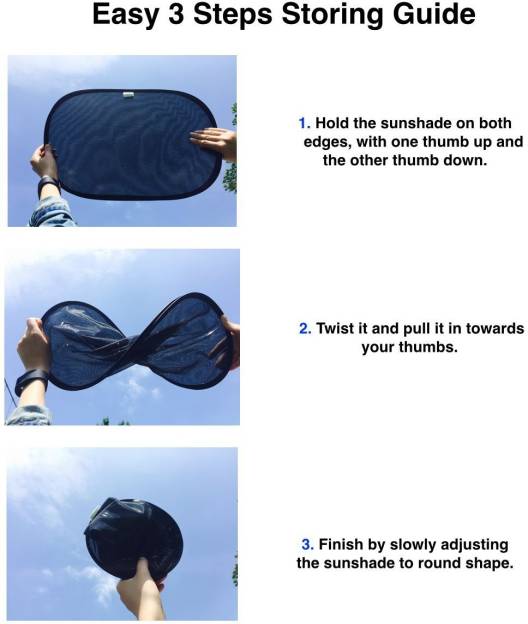 Easy 3 Steps Storing Guide
1. Hold the sunshade on both
edges, with one thumb up and
the other thumb down.
2. Twist it and pull it in towards
your thumbs.
3. Finish by slowly adjusting
the sunshade to round shape.